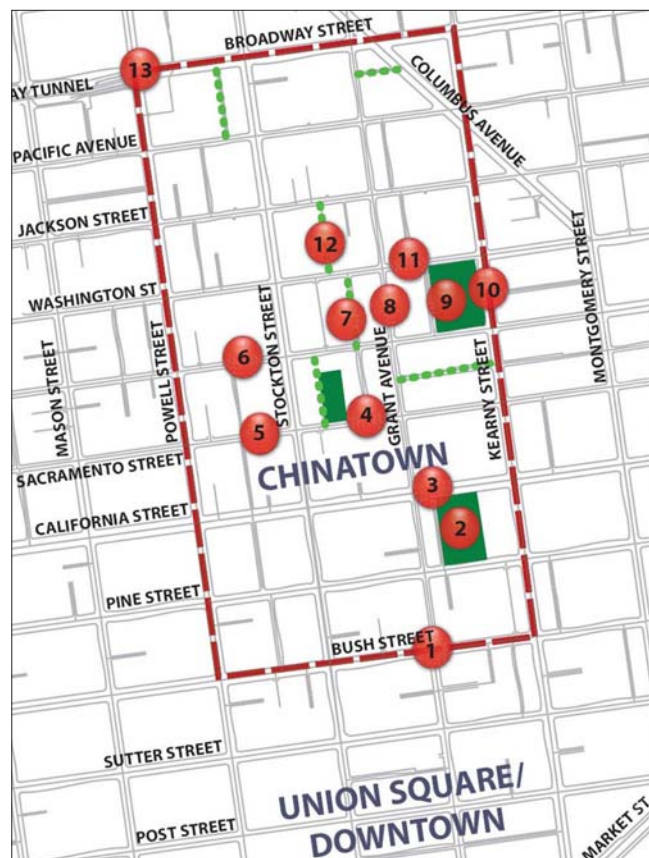 BROADWAY STREET
13
AY TUNNEL
COLUMBUS AVENUE
PACIFIC AVENUE
JACKSON STREET
12
11
MONTGOMERY STREET
WASHINGTON ST
10
9
8
7
STOCKTON STREET
GRANT AVENUE
KEARNY STREET
POWELL STREET
MASON STREET
6
5
4
SACRAMENTO STREET
CHINATOWN
3
CALIFORNIA STREET
2
PINE STREET
BUSH STREET
1
SUTTER STREET
UNION SQUARE/
DOWNTOWN
POST STREET
MARKET ST